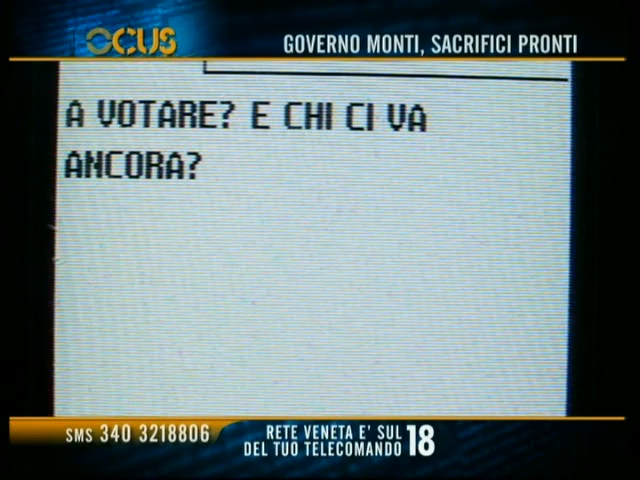 FOCUS
GOVERNO MONTI, SACRIFICI PRONTI
A VOTARE? E CHI CI VA
ANCORA?
SMS 340 3218806
RETE VENETA E' SUL
DEL TUO TELECOMANDO 18